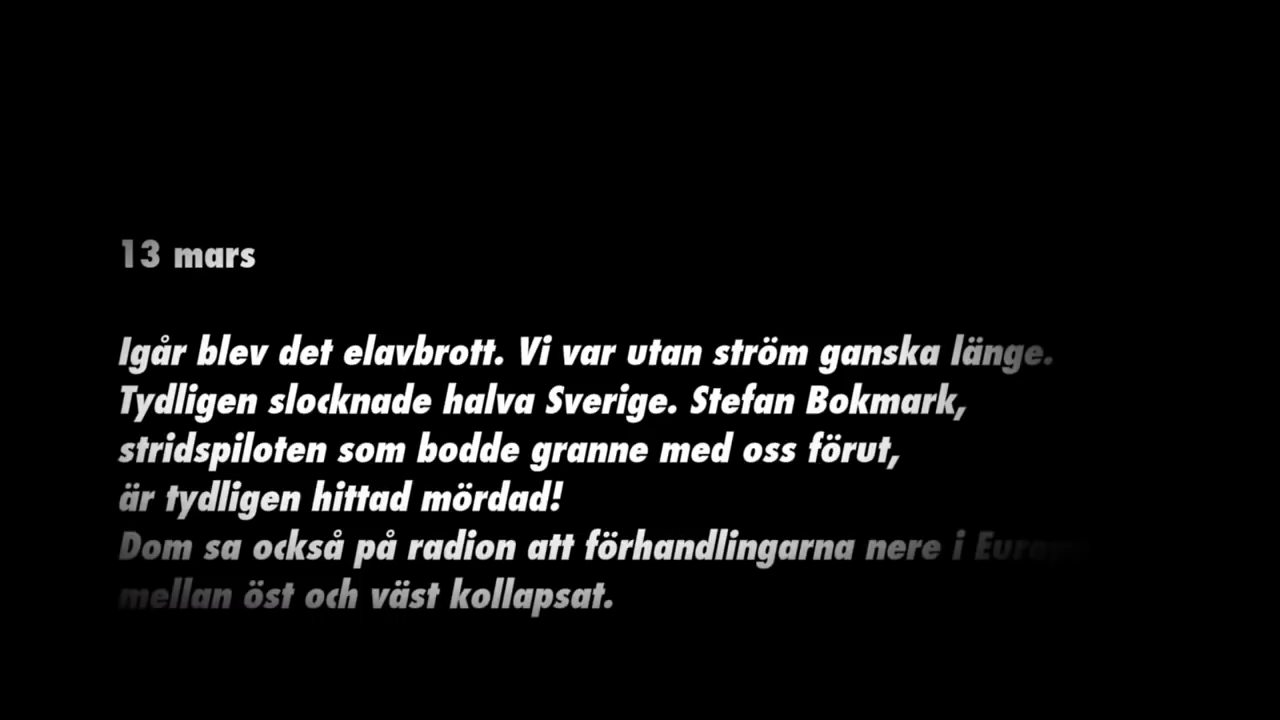 13 mars
Igår blev det elavbrott. Vi var utan ström ganska länge.
Tydligen slocknade halva Sverige. Stefan Bokmark,
stridspiloten som bodde granne med oss förut,
är tydligen hittad mördad!
Dom sa också på radion att förhandlingarna nere i Europa
mellan öst och väst kollapsat.